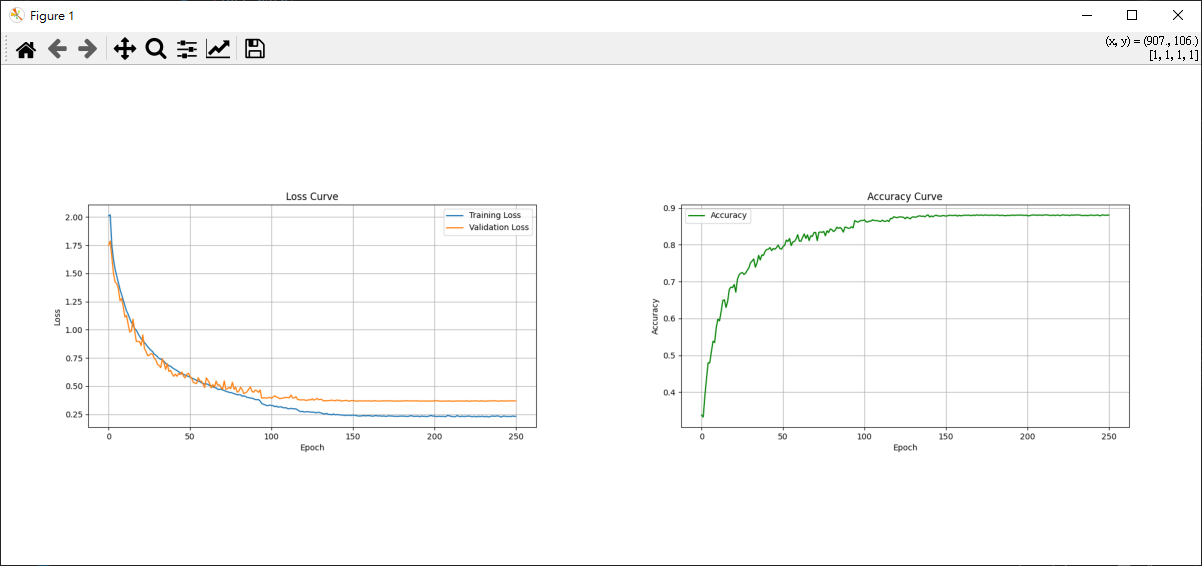 Figure 1
(x, y) = (907., 106.)
[1, 1, 1, 1]
Loss Curve
2.00
1.75
1.50
1.25
1.00
0.75
0.50
0.25
Loss
Training Loss
Validation Loss
0 50 100 150 200 250
Epoch
Accuracy Curve
0.9
0.8
0.7
0.6
0.5
0.4
Accuracy
Accuracy
0 50 100 150 200 250
Epoch